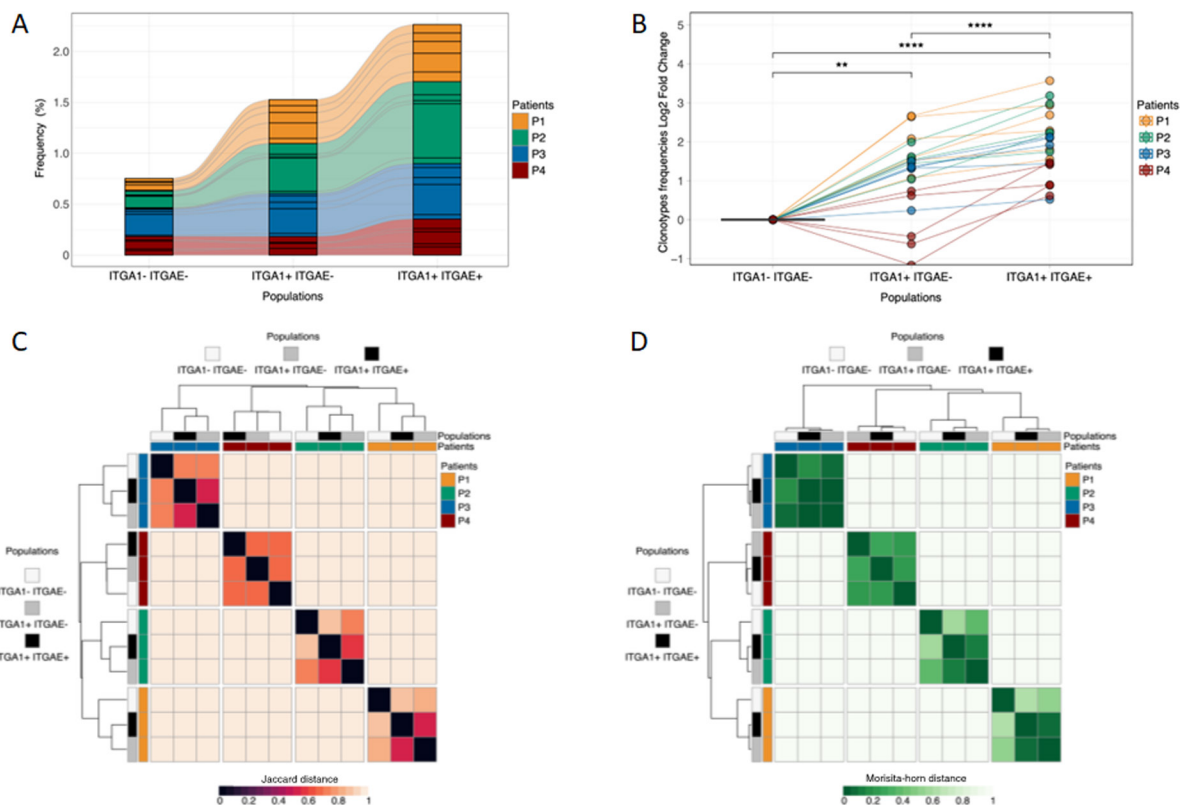 A
Frequency (%)
2.0
1.5
1.0
0.5
0
ITGA1- ITGAE-
ITGA1+ ITGAE-
ITGA1+ ITGAE+
Populations
Patients
P1
P2
P3
P4
B
Clonotypes frequencies Log2 Fold Change
5
4
3
2
1
0
−1
****
****
**
ITGA1- ITGAE-
ITGA1+ ITGAE-
ITGA1+ ITGAE+
Populations
Patients
P1
P2
P3
P4
C
Populations
ITGA1- ITGAE-
ITGA1+ ITGAE-
ITGA1+ ITGAE+
Populations
Patients
Patients
P1
P2
P3
P4
Populations
ITGA1- ITGAE-
TGA1+ ITGAE-
TGA1+ ITGAE+
Jaccard distance
0 0.2 0.4 0.6 0.8 1
D
Populations
ITGA1- ITGAE-
ITGA1+ ITGAE-
ITGA1+ ITGAE+
Populations
Patients
Patients
P1
P2
P3
P4
Populations
ITGA1- ITGAE-
ITGA1+ ITGAE-
ITGA1+ ITGAE+
Morisita-horn distance
0 0.2 0.4 0.6 0.8 1